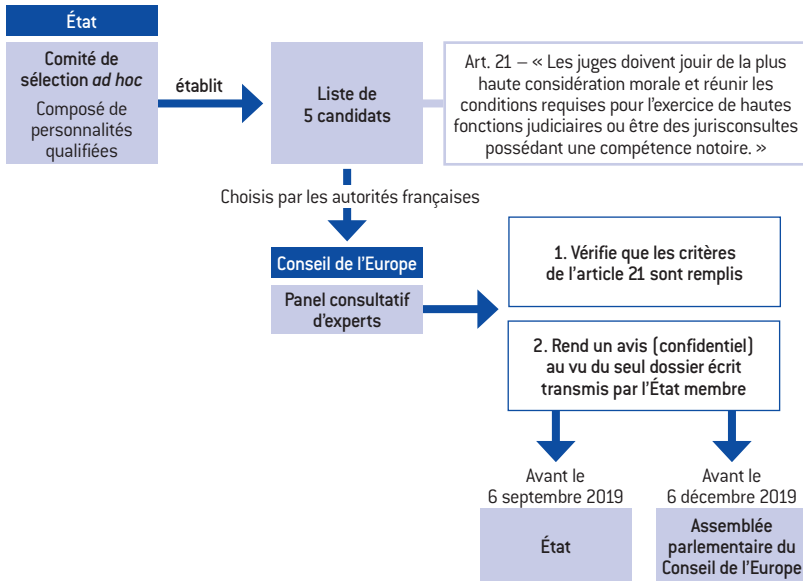 État
Comité de
sélection ad hoc
Composé de
personnalités
qualifiées
établit
Liste de
5 candidats
Art. 21 – « Les juges doivent jouir de la plus
haute considération morale et réunir les
conditions requises pour l'exercice de hautes
fonctions judiciaires ou être des jurisconsultes
possédant une compétence notoire. »
Choisis par les autorités françaises
Conseil de l'Europe
Panel consultatif
d'experts
1. Vérifie que les critères
de l'article 21 sont remplis
2. Rend un avis (confidentiel)
au vu du seul dossier écrit
transmis par l'État membre
Avant le
6 septembre 2019
État
Avant le
6 décembre 2019
Assemblée
parlementaire du
Conseil de l'Europe